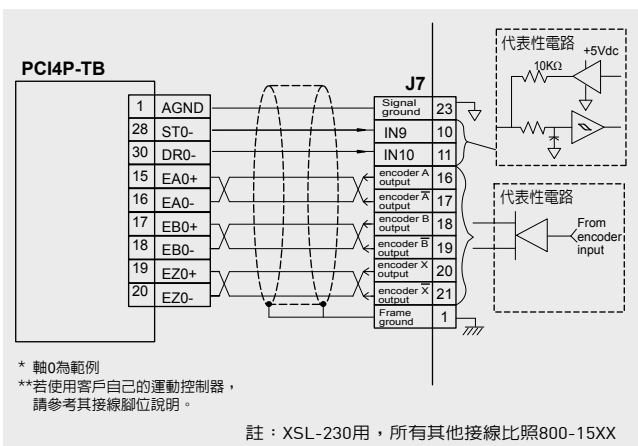 代表性電路
+5Vdc
10KΩ
PCI4P-TB
J7
1 AGND Signal ground 23
28 ST0- IN9 10
30 DR0- IN10 11
15 EA0+ encoder A output 16
16 EA0- encoder A̅ output 17
17 EB0+ encoder B output 18
18 EB0- encoder B̅ output 19
19 EZ0+ encoder X output 20
20 EZ0- encoder X̅ output 21
Frame ground 1
代表性電路
From
encoder
input
* 軸0為範例
**若使用客戶自己的運動控制器，
請參考其接線腳位說明。
註：XSL-230用，所有其他接線比照800-15XX